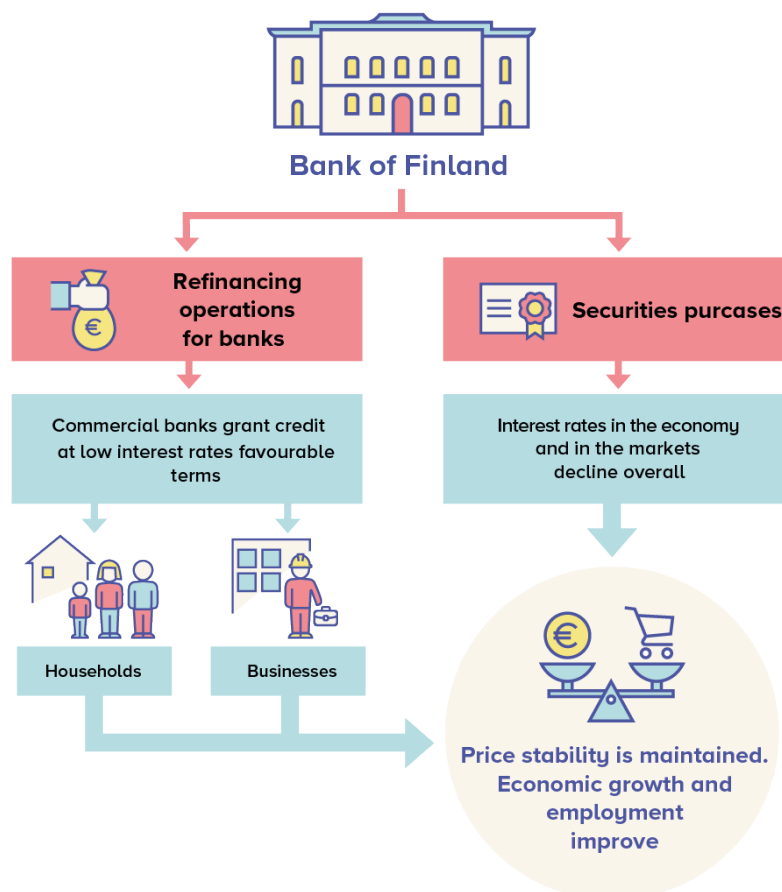 Bank of Finland
Refinancing
operations
for banks
Securities purcases
Commercial banks grant credit
at low interest rates favourable
terms
Interest rates in the economy
and in the markets
decline overall
€
Households
Businesses
€
Price stability is maintained.
Economic growth and
employment
improve